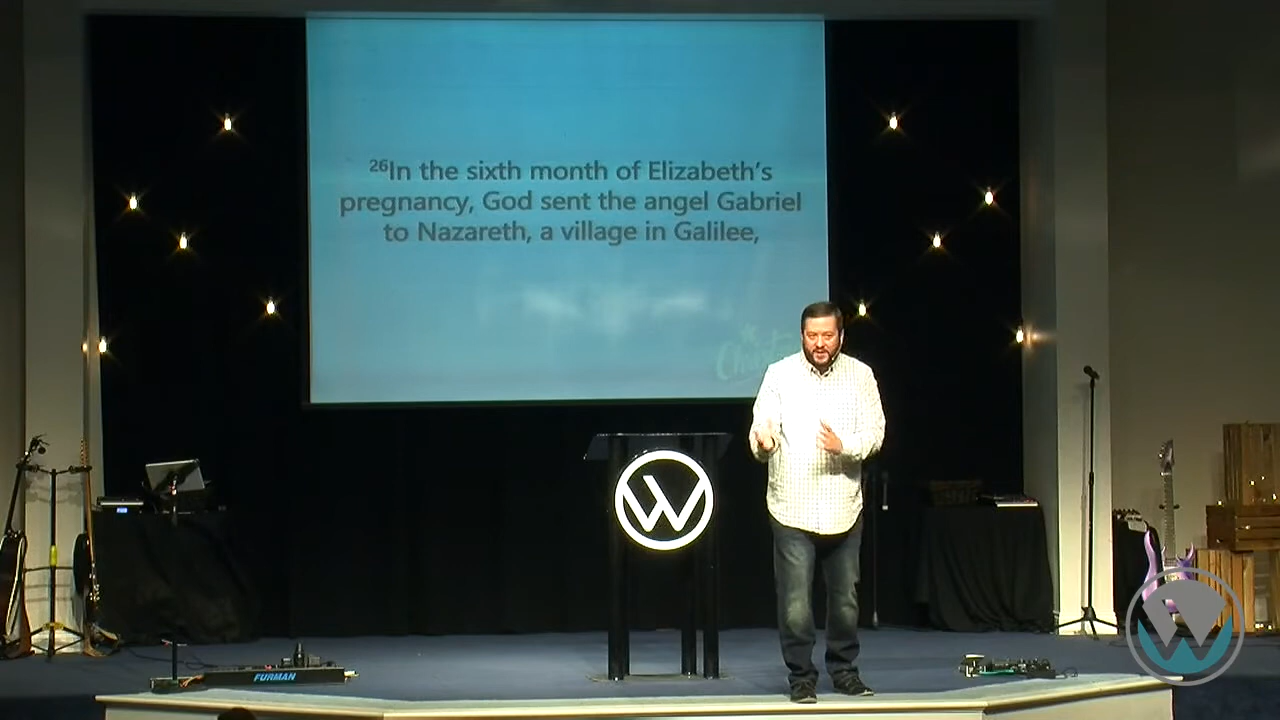 ²⁶In the sixth month of Elizabeth's
pregnancy, God sent the angel Gabriel
to Nazareth, a village in Galilee,
W
FURMAN
W